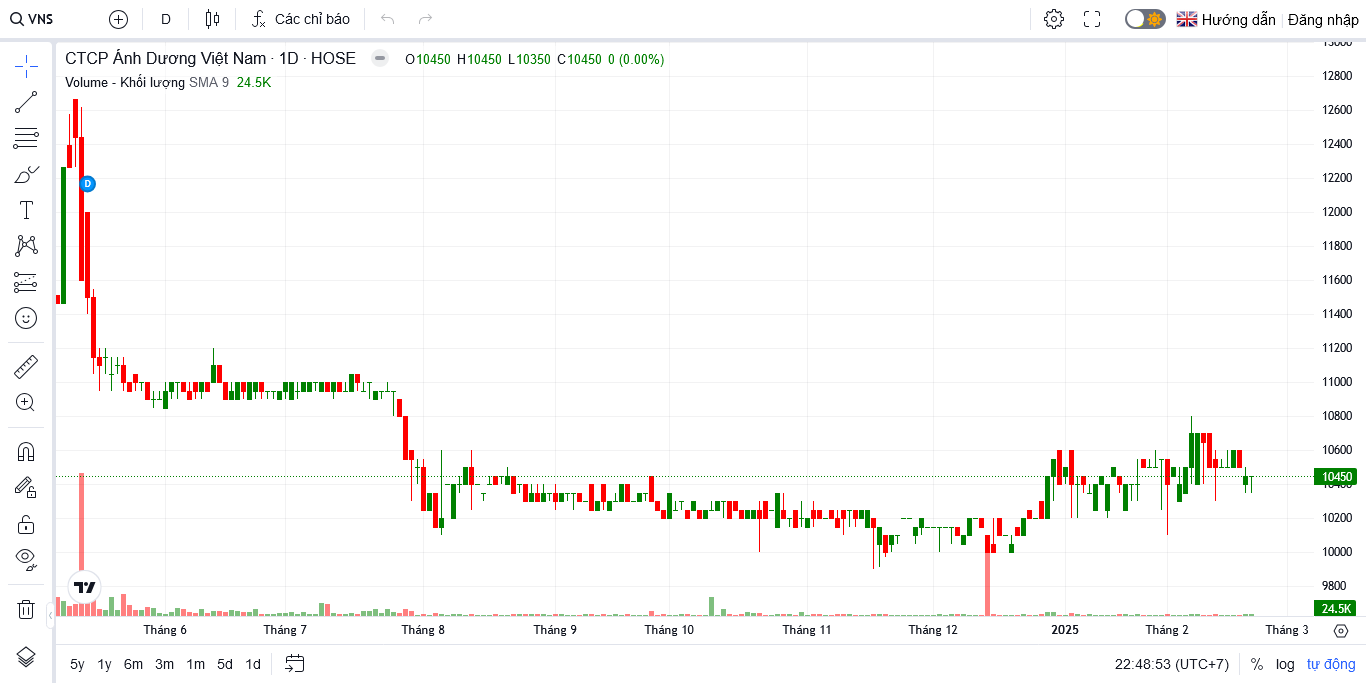 VNS D Các chỉ báo Hướng dẫn Đăng nhập
CTCP Ánh Dương Việt Nam · 1D · HOSE O10450 H10450 L10350 C10450 0 (0.00%)
Volume - Khối lượng SMA 9 24.5K
D
13000
12800
12600
12400
12200
12000
11800
11600
11400
11200
11000
10800
10600
10450
10400
10200
10000
9800
24.5K
Tháng 6 Tháng 7 Tháng 8 Tháng 9 Tháng 10 Tháng 11 Tháng 12 2025 Tháng 2 Tháng 3
5y 1y 6m 3m 1m 5d 1d 22:48:53 (UTC+7) % log tự động